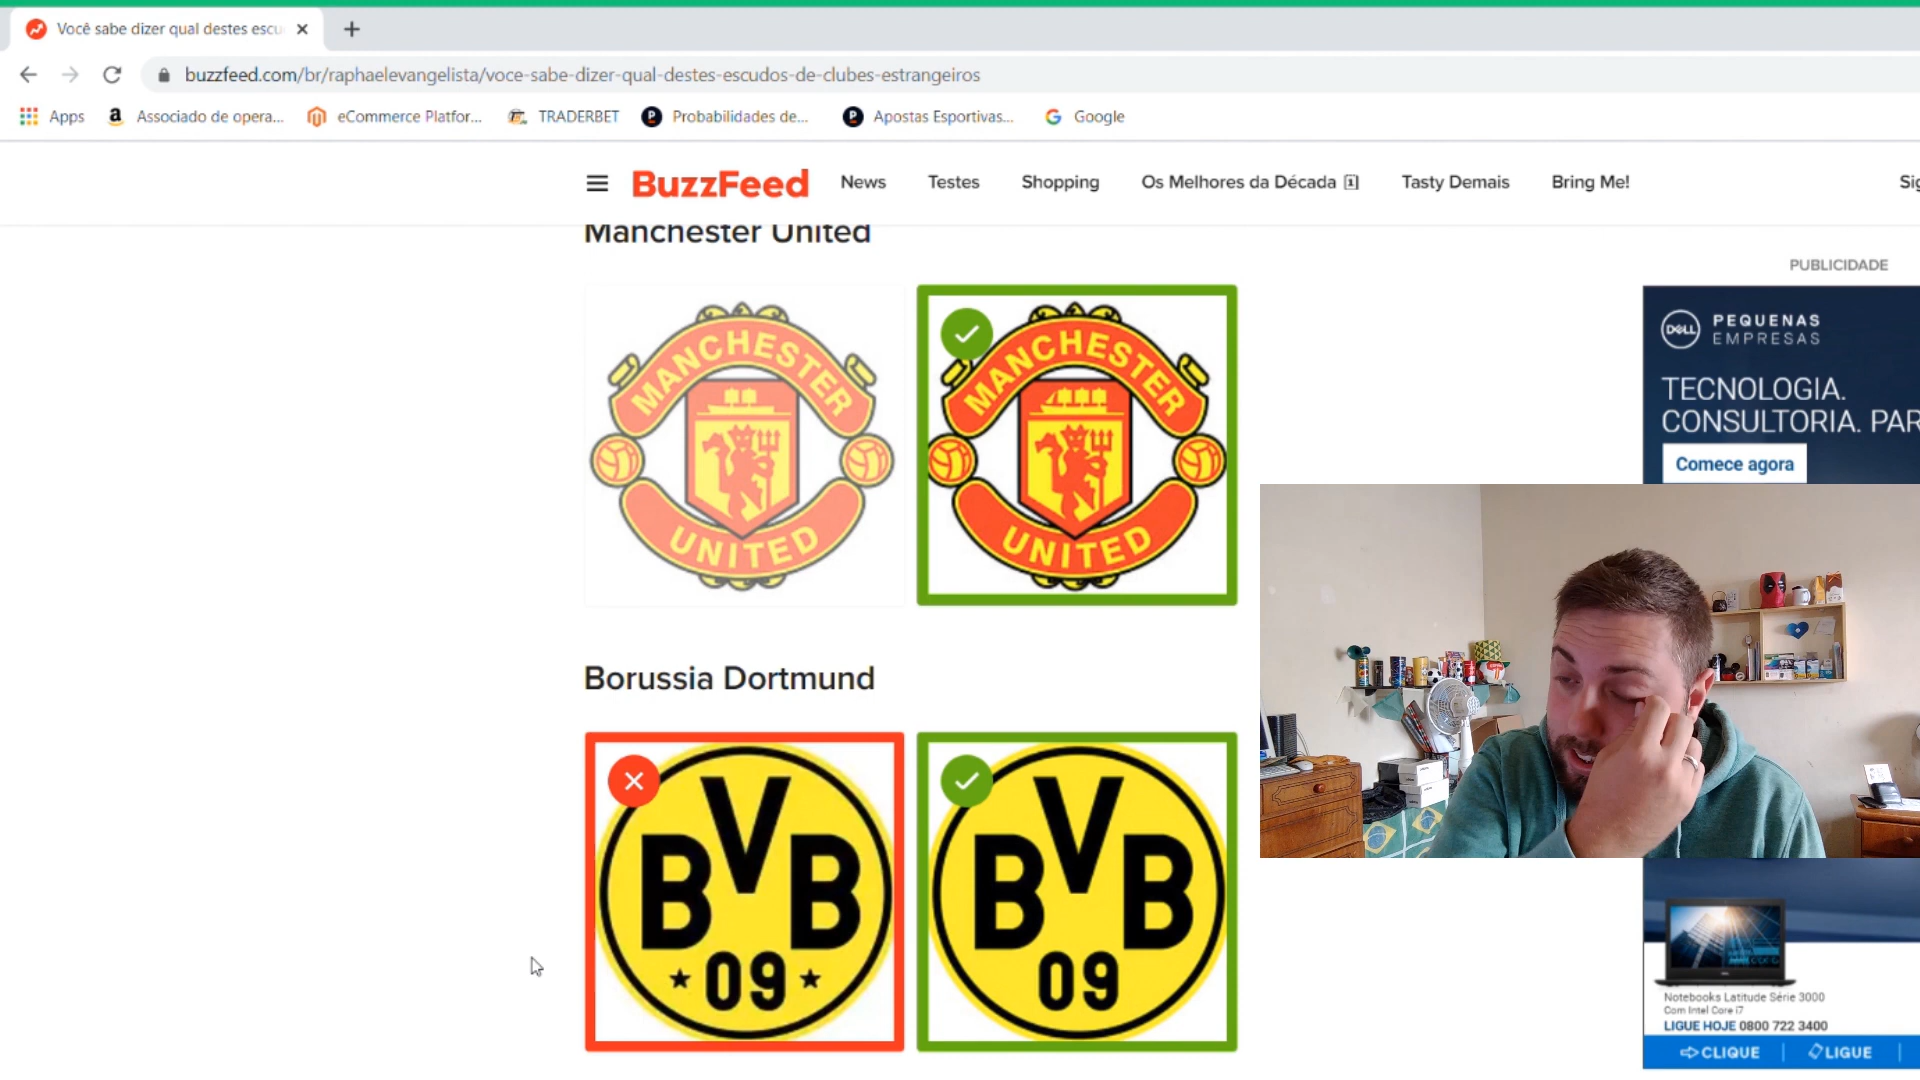 Você sabe dizer qual destes escu
buzzfeed.com/br/raphaelevangelista/voce-sabe-dizer-qual-destes-escudos-de-clubes-estrangeiros
Apps
a Associado de opera...
eCommerce Platfor...
TRADERBET
P Probabilidades de...
P Apostas Esportivas...
G Google
BuzzFeed
News
Testes
Shopping
Os Melhores da Década
Tasty Demais
Bring Me!
Sig
Manchester United
PUBLICIDADE
MANCHESTER
UNITED
MANCHESTER
UNITED
DELL
PEQUENAS
EMPRESAS
TECNOLOGIA.
CONSULTORIA. PAR
Comece agora
Borussia Dortmund
BVB
09
BVB
09
Notebooks Latitude Série 3000
Com Intel Core i7
LIGUE HOJE 0800 722 3400
CLIQUE
LIGUE